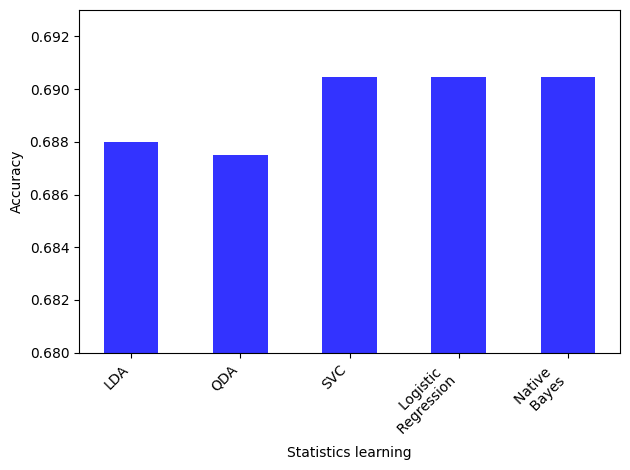 0.692
0.690
0.688
0.686
0.684
0.682
0.680
Accuracy
LDA
QDA
SVC
Logistic
Regression
Native
Bayes
Statistics learning